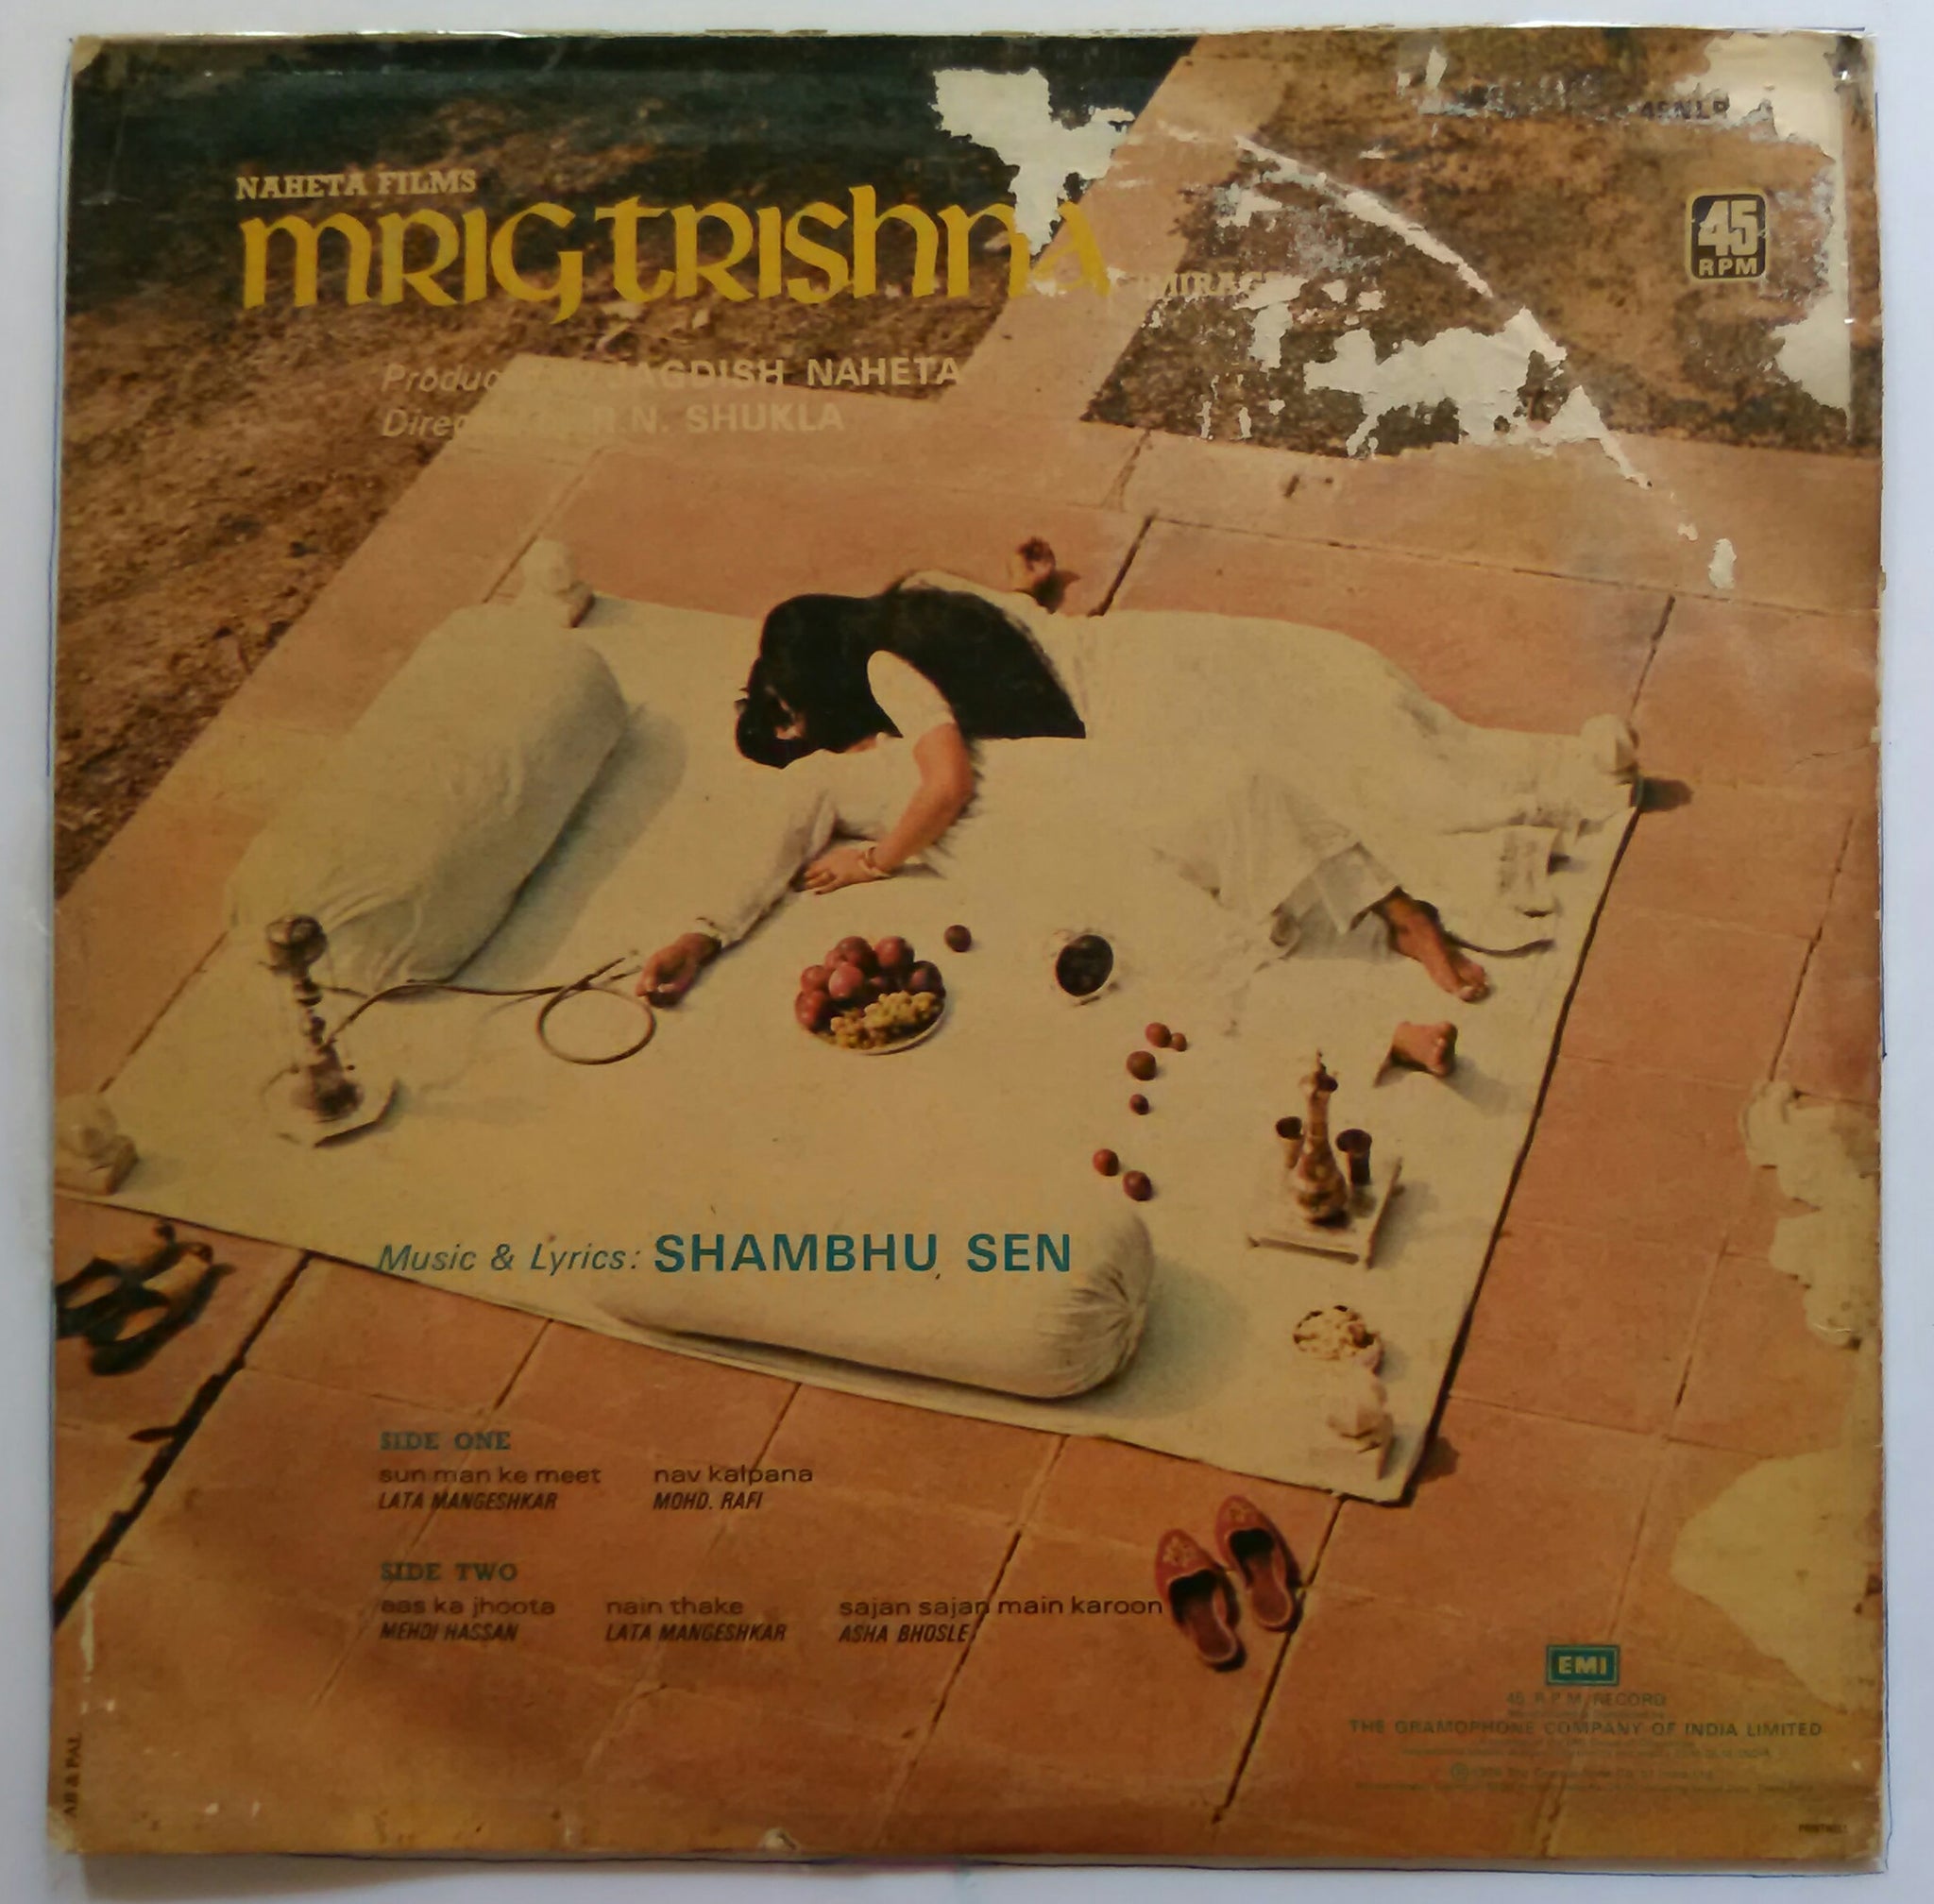 45NLP
NAHETA FILMS
MRIG TRISHNA
45
RPM
JAGDISH NAHETA
R.N. SHUKLA
Music & Lyrics: SHAMBHU SEN
SIDE ONE
sun man ke meet nav kalpana
LATA MANGESHKAR MOHD. RAFI
SIDE TWO
aas ka jhoota nain thake sajan sajan main karoon
MEHDI HASSAN LATA MANGESHKAR ASHA BHOSLE
EMI
45 R.P.M. RECORD
THE GRAMOPHONE COMPANY OF INDIA LIMITED